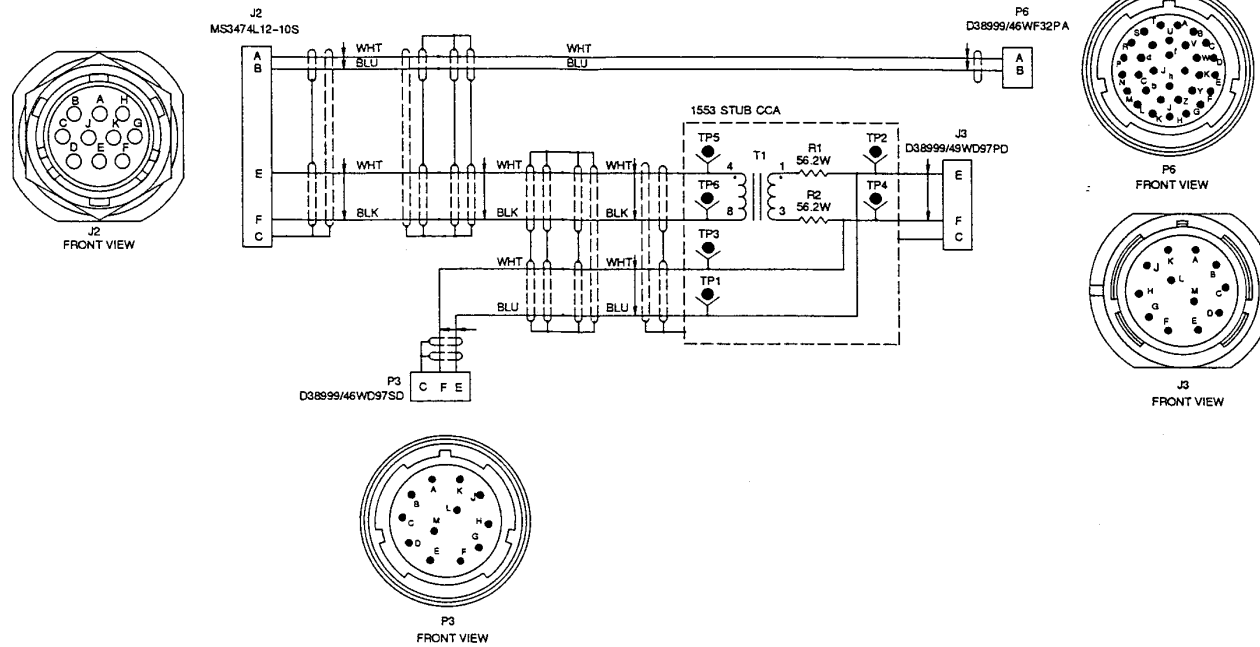 J2
MS3474L12-10S
P6
D38999/46WF32PA
A
B
WHT
BLU
WHT
BLU
A
B
T A
S U B
R f V C
d W D
P J
N C h K E
b
M Y F
L J Z G
K H
P6
FRONT VIEW
B A H
C J K G
D E F
J2
FRONT VIEW
1553 STUB CCA
TP5
T1
R1
56.2W
TP2
J3
D38999/49WD97PD
E
WHT
WHT
WHT
4
1
E
TP6
R2
56.2W
TP4
F
BLK
BLK
BLK
8
3
F
C
C
TP3
WHT
WHT
TP1
BLU
BLU
K A
J B
L
H M C
G D
F E
J3
FRONT VIEW
P3
D38999/46WD97SD
C F E
A K
B J
L
C M H
D G
E F
P3
FRONT VIEW